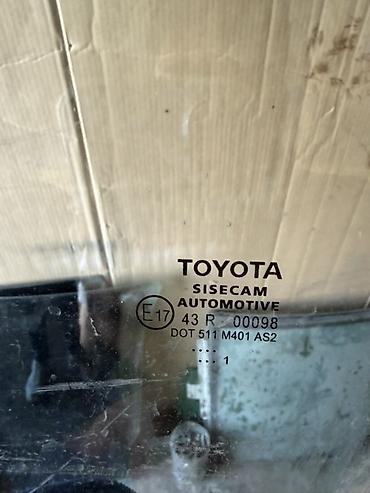 TOYOTA
SISECAM
AUTOMOTIVE
E17 43 R 00098
DOT 511 M401 AS2
....
... 1